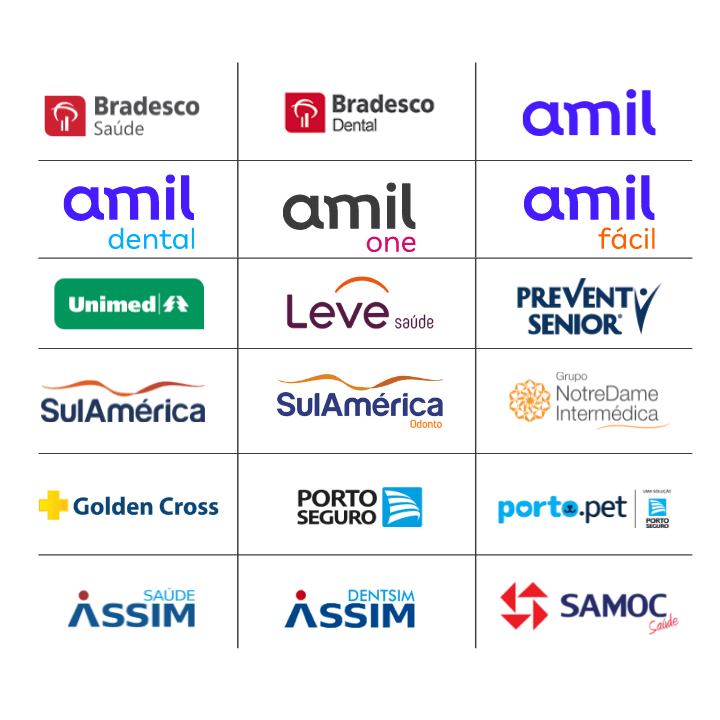 Bradesco
Saúde
Bradesco
Dental
amil
amil
dental
amil
one
amil
fácil
Unimed
Leve saúde
PREVENT
SENIOR®
SulAmérica
SulAmérica
Odonto
Grupo
NotreDame
Intermédica
Golden Cross
PORTO
SEGURO
porto.pet
UMA SOLUÇÃO
PORTO
SEGURO
SAÚDE
ASSIM
DENTSIM
ASSIM
SAMOC
Saúde